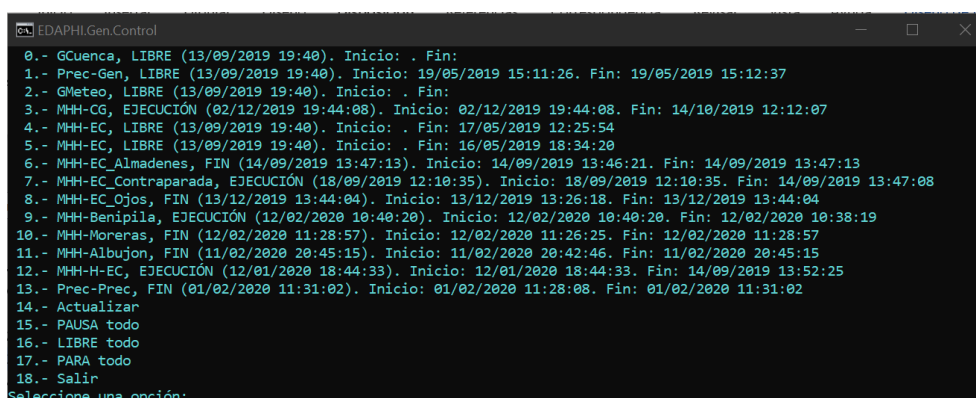 EDAPHI.Gen.Control
0.- GCuenca, LIBRE (13/09/2019 19:40). Inicio: . Fin:
1.- Prec-Gen, LIBRE (13/09/2019 19:40). Inicio: 19/05/2019 15:11:26. Fin: 19/05/2019 15:12:37
2.- GMeteo, LIBRE (13/09/2019 19:40). Inicio: . Fin:
3.- MHH-CG, EJECUCIÓN (02/12/2019 19:44:08). Inicio: 02/12/2019 19:44:08. Fin: 14/10/2019 12:12:07
4.- MHH-EC, LIBRE (13/09/2019 19:40). Inicio: . Fin: 17/05/2019 12:25:54
5.- MHH-EC, LIBRE (13/09/2019 19:40). Inicio: . Fin: 16/05/2019 18:34:20
6.- MHH-EC_Almadenes, FIN (14/09/2019 13:47:13). Inicio: 14/09/2019 13:46:21. Fin: 14/09/2019 13:47:13
7.- MHH-EC_Contraparada, EJECUCIÓN (18/09/2019 12:10:35). Inicio: 18/09/2019 12:10:35. Fin: 14/09/2019 13:47:08
8.- MHH-EC_Ojos, FIN (13/12/2019 13:44:04). Inicio: 13/12/2019 13:26:18. Fin: 13/12/2019 13:44:04
9.- MHH-Benipila, EJECUCIÓN (12/02/2020 10:40:20). Inicio: 12/02/2020 10:40:20. Fin: 12/02/2020 10:38:19
10.- MHH-Moreras, FIN (12/02/2020 11:28:57). Inicio: 12/02/2020 11:26:25. Fin: 12/02/2020 11:28:57
11.- MHH-Albujon, FIN (11/02/2020 20:45:15). Inicio: 11/02/2020 20:42:46. Fin: 11/02/2020 20:45:15
12.- MHH-H-EC, EJECUCIÓN (12/01/2020 18:44:33). Inicio: 12/01/2020 18:44:33. Fin: 14/09/2019 13:52:25
13.- Prec-Prec, FIN (01/02/2020 11:31:02). Inicio: 01/02/2020 11:28:08. Fin: 01/02/2020 11:31:02
14.- Actualizar
15.- PAUSA todo
16.- LIBRE todo
17.- PARA todo
18.- Salir
Seleccione una opción: